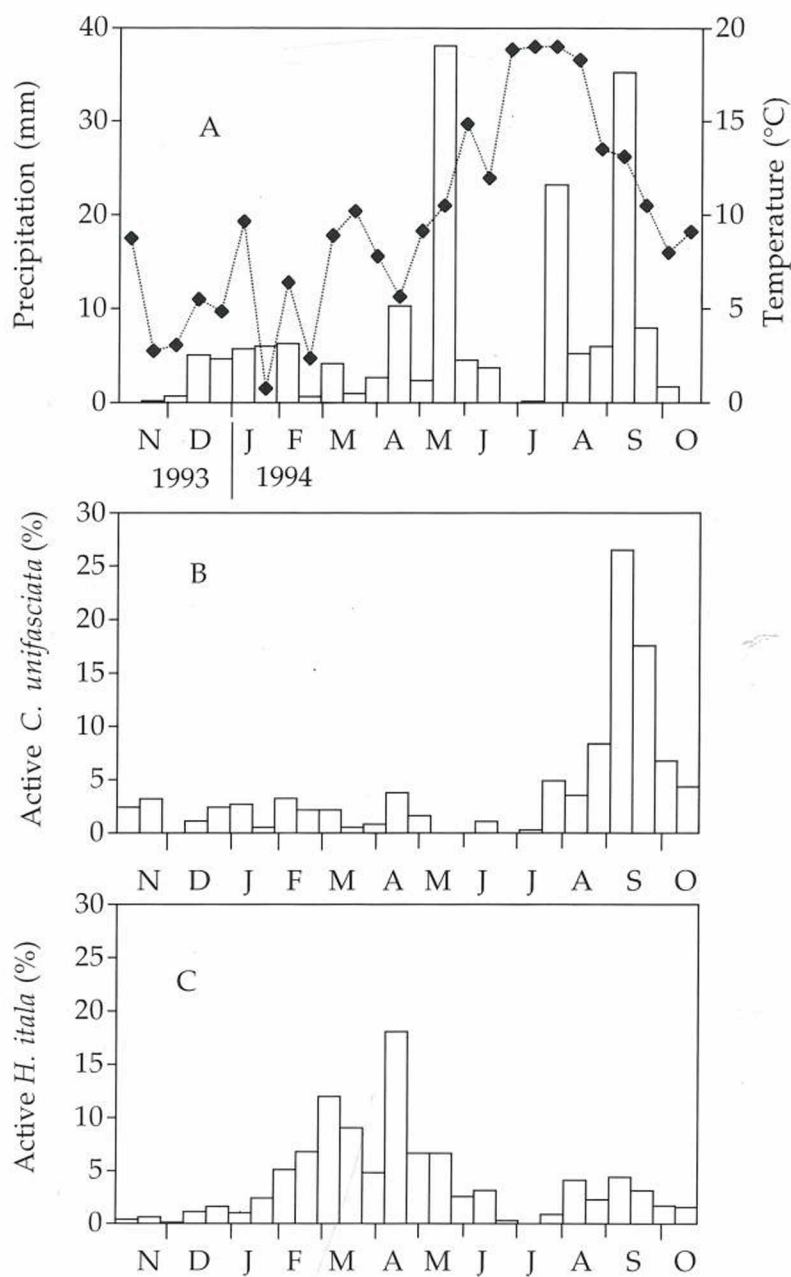 40
30
20
10
0
Precipitation (mm)
A
20
15
10
5
0
Temperature (°C)
N D J F M A M J J A S O
1993 1994
30
25
20
15
10
5
0
Active C. unifasciata (%)
B
N D J F M A M J J A S O
30
25
20
15
10
5
0
Active H. itala (%)
C
N D J F M A M J J A S O